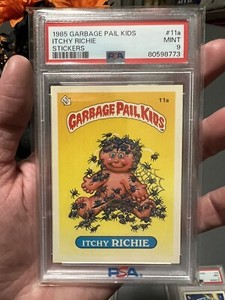 1985 GARBAGE PAIL KIDS #11a
ITCHY RICHIE MINT
STICKERS 9
PSA 80598773
11a
GARBAGE PAIL KIDS
ITCHY RICHIE
PSA